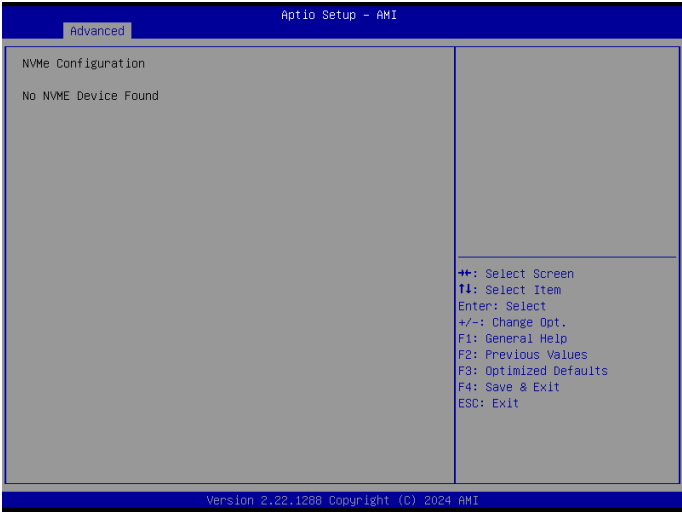 Aptio Setup – AMI
Advanced
NVMe Configuration
No NVME Device Found
→←: Select Screen
↑↓: Select Item
Enter: Select
+/-: Change Opt.
F1: General Help
F2: Previous Values
F3: Optimized Defaults
F4: Save & Exit
ESC: Exit
Version 2.22.1288 Copyright (C) 2024 AMI